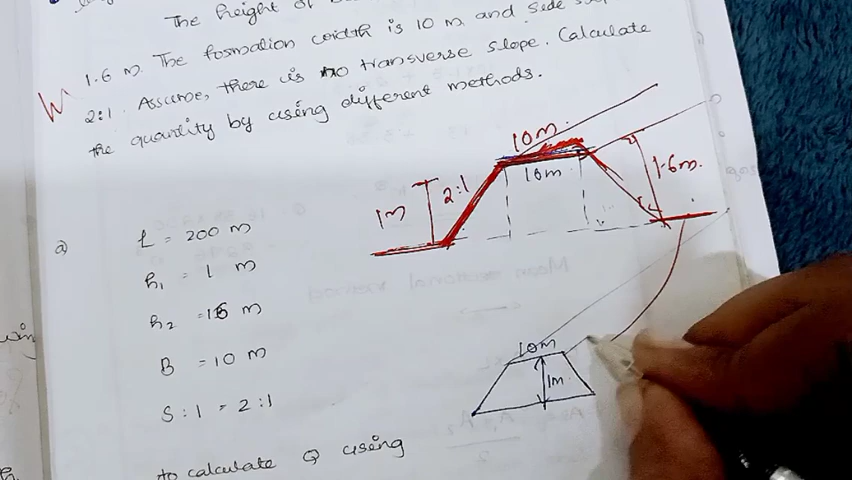 The height of
1.6 m. The formation width is 10 m and side
2:1. Assume, there is no transverse slope. Calculate
the quantity by using different methods.
10m.
10m.
1m
2:1
1.6m.
a)
L = 200 m
h₁ = 1 m
h₂ = 1.6 m
B = 10 m
S:1 = 2:1
10m
1m.
to calculate Q using